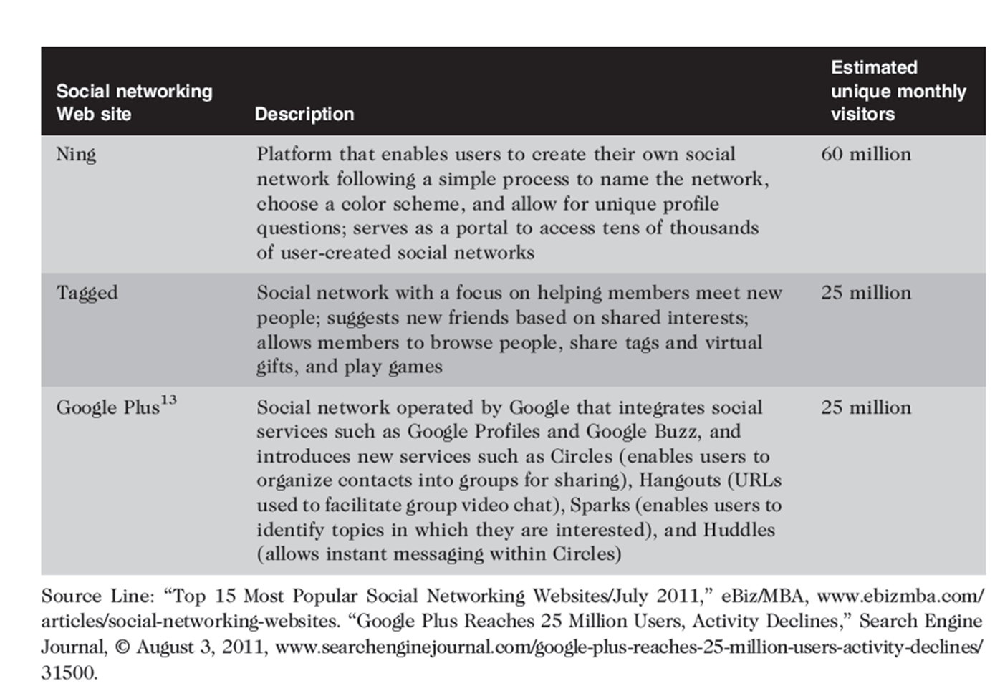 Social networking
Web site
Description
Estimated
unique monthly
visitors
Ning
Platform that enables users to create their own social
network following a simple process to name the network,
choose a color scheme, and allow for unique profile
questions; serves as a portal to access tens of thousands
of user-created social networks
60 million
Tagged
Social network with a focus on helping members meet new
people; suggests new friends based on shared interests;
allows members to browse people, share tags and virtual
gifts, and play games
25 million
Google Plus13
Social network operated by Google that integrates social
services such as Google Profiles and Google Buzz, and
introduces new services such as Circles (enables users to
organize contacts into groups for sharing), Hangouts (URLs
used to facilitate group video chat), Sparks (enables users to
identify topics in which they are interested), and Huddles
(allows instant messaging within Circles)
25 million
Source Line: “Top 15 Most Popular Social Networking Websites/July 2011,” eBiz/MBA, www.ebizmba.com/
articles/social-networking-websites. “Google Plus Reaches 25 Million Users, Activity Declines,” Search Engine
Journal, © August 3, 2011, www.searchenginejournal.com/google-plus-reaches-25-million-users-activity-declines/
31500.